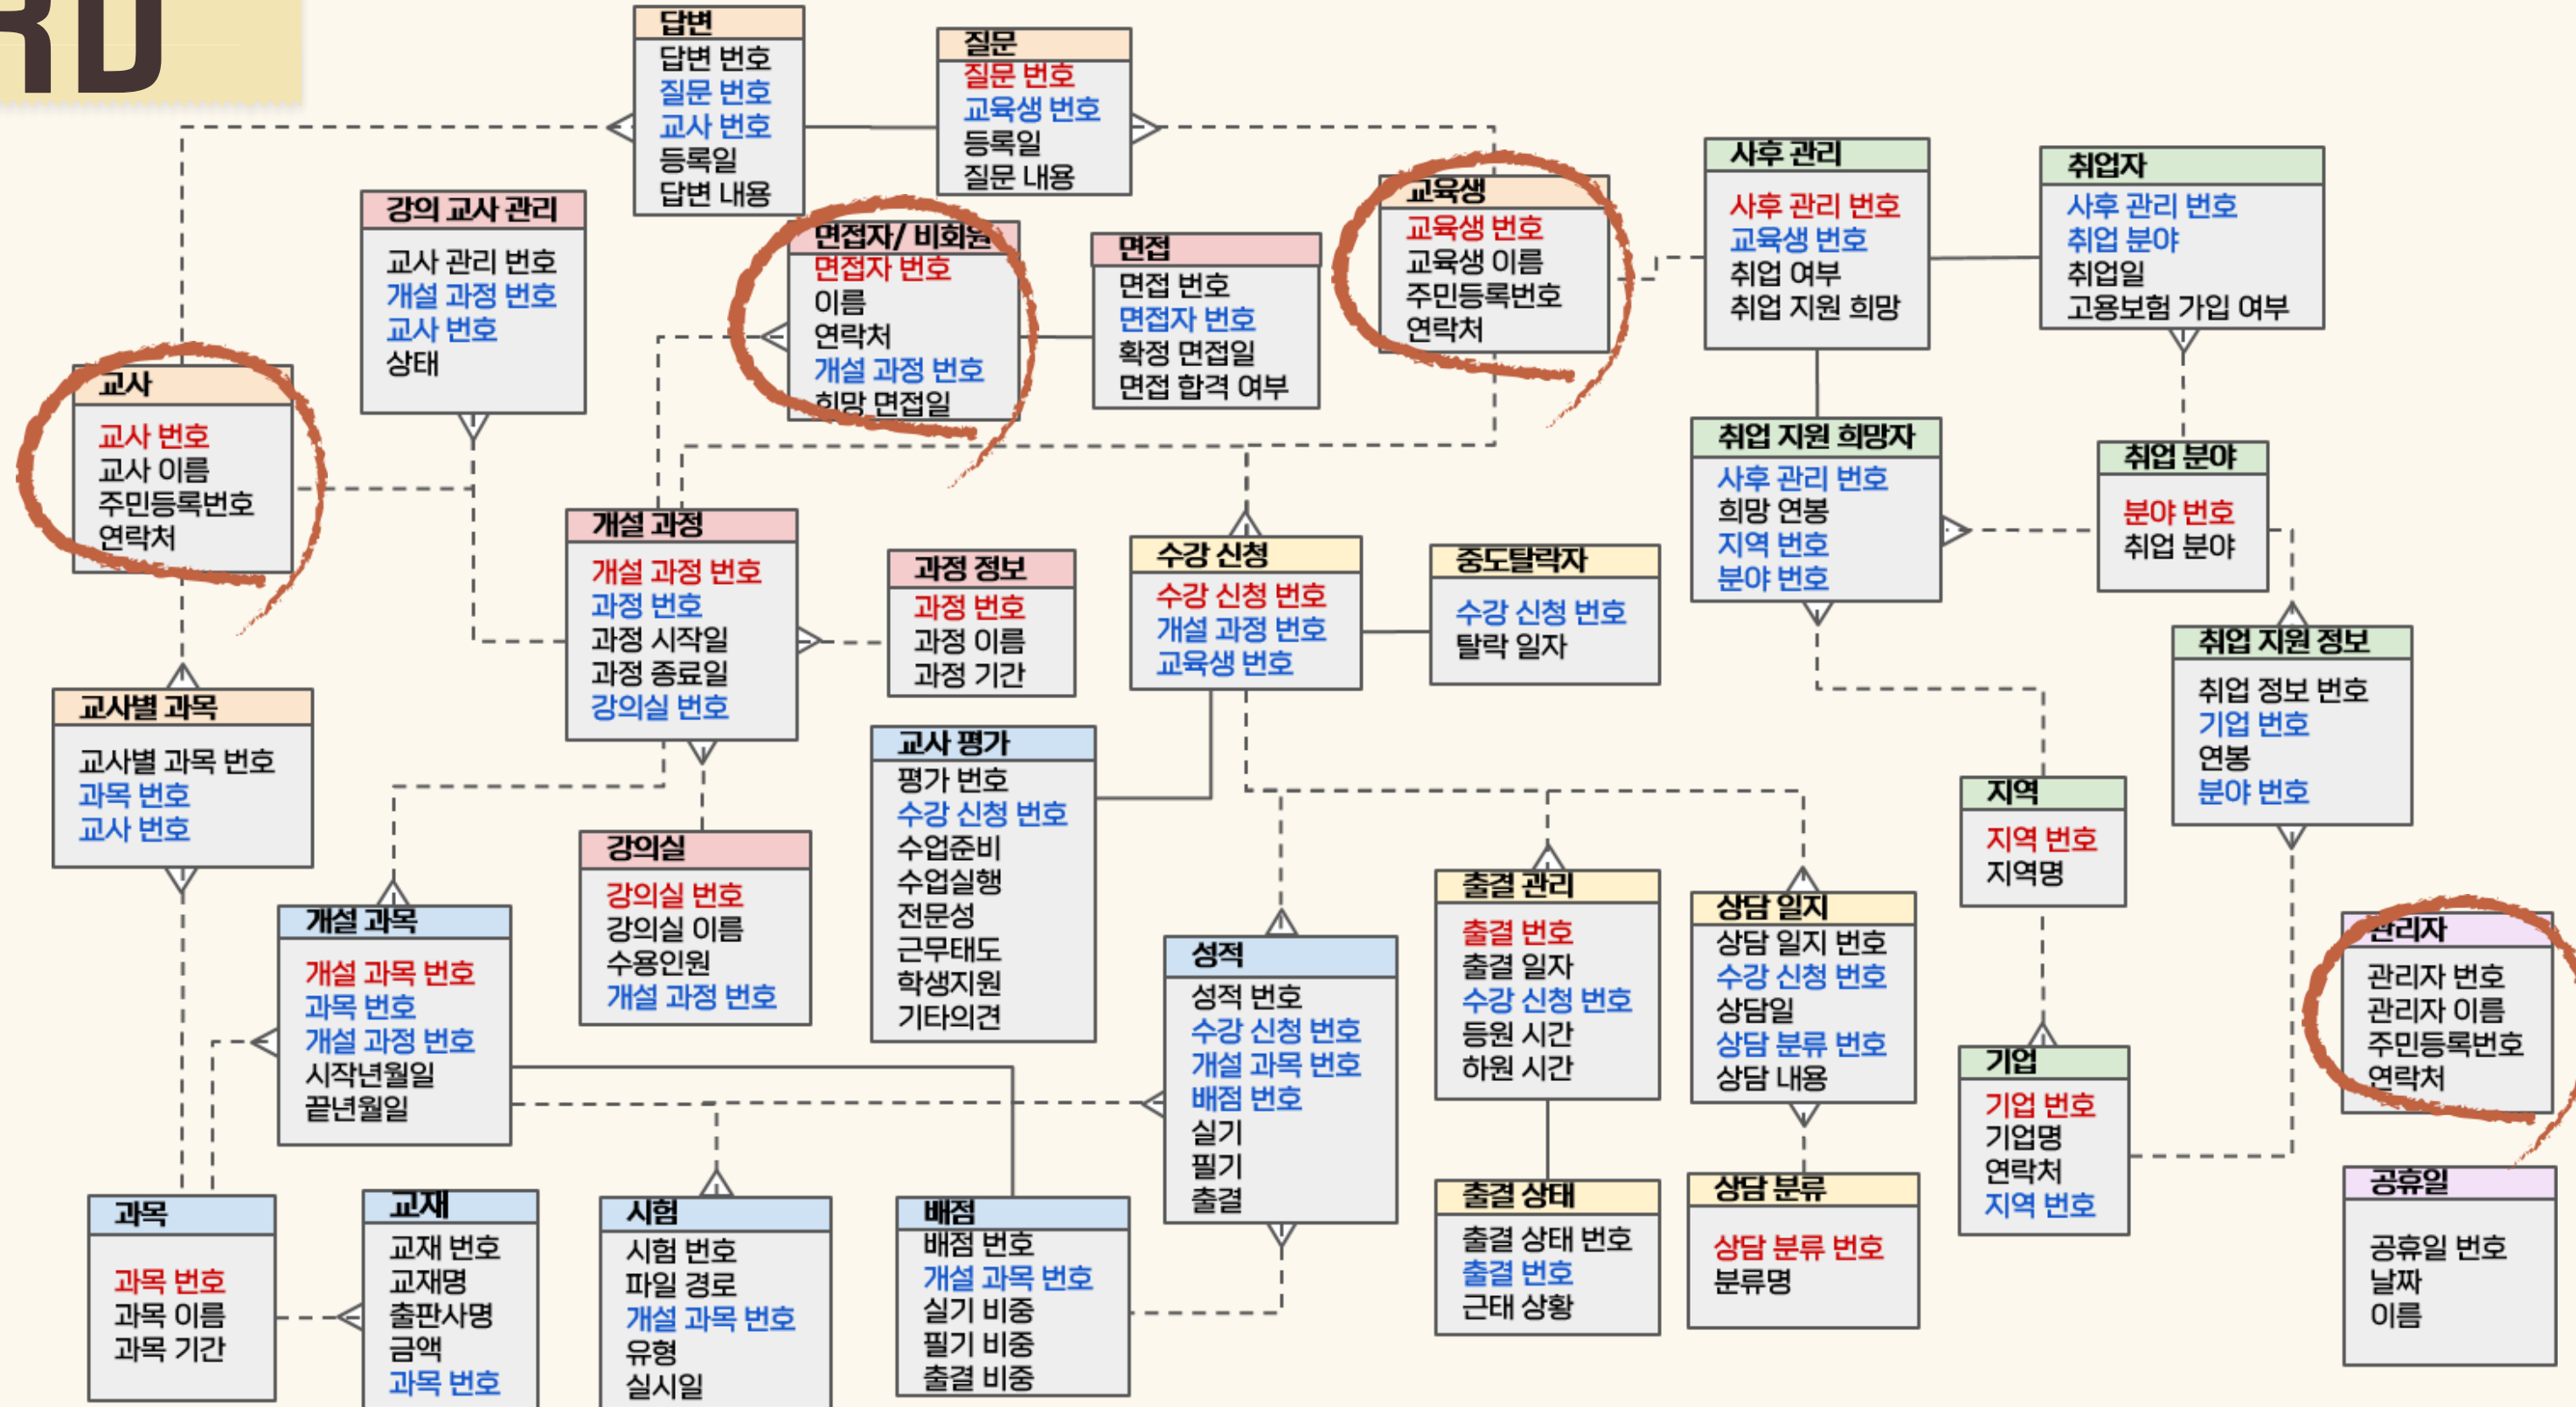 RD
답변
답변 번호
질문 번호
교사 번호
등록일
답변 내용
질문
질문 번호
교육생 번호
등록일
질문 내용
강의 교사 관리
교사 관리 번호
개설 과정 번호
교사 번호
상태
면접자/ 비회원
면접자 번호
이름
연락처
개설 과정 번호
희망 면접일
면접
면접 번호
면접자 번호
확정 면접일
면접 합격 여부
교육생
교육생 번호
교육생 이름
주민등록번호
연락처
사후 관리
사후 관리 번호
교육생 번호
취업 여부
취업 지원 희망
취업자
사후 관리 번호
취업 분야
취업일
고용보험 가입 여부
교사
교사 번호
교사 이름
주민등록번호
연락처
개설 과정
개설 과정 번호
과정 번호
과정 시작일
과정 종료일
강의실 번호
과정 정보
과정 번호
과정 이름
과정 기간
수강 신청
수강 신청 번호
개설 과정 번호
교육생 번호
중도탈락자
수강 신청 번호
탈락 일자
취업 지원 희망자
사후 관리 번호
희망 연봉
지역 번호
분야 번호
취업 분야
분야 번호
취업 분야
취업 지원 정보
취업 정보 번호
기업 번호
연봉
분야 번호
교사별 과목
교사별 과목 번호
과목 번호
교사 번호
강의실
강의실 번호
강의실 이름
수용인원
개설 과정 번호
교사 평가
평가 번호
수강 신청 번호
수업준비
수업실행
전문성
근무태도
학생지원
기타의견
지역
지역 번호
지역명
개설 과목
개설 과목 번호
과목 번호
개설 과정 번호
시작년월일
끝년월일
성적
성적 번호
수강 신청 번호
개설 과목 번호
배점 번호
실기
필기
출결
출결 관리
출결 번호
출결 일자
수강 신청 번호
등원 시간
하원 시간
상담 일지
상담 일지 번호
수강 신청 번호
상담일
상담 분류 번호
상담 내용
기업
기업 번호
기업명
연락처
지역 번호
관리자
관리자 번호
관리자 이름
주민등록번호
연락처
과목
과목 번호
과목 이름
과목 기간
교재
교재 번호
교재명
출판사명
금액
과목 번호
시험
시험 번호
파일 경로
개설 과목 번호
유형
실시일
배점
배점 번호
개설 과목 번호
실기 비중
필기 비중
출결 비중
출결 상태
출결 상태 번호
출결 번호
근태 상황
상담 분류
상담 분류 번호
분류명
공휴일
공휴일 번호
날짜
이름